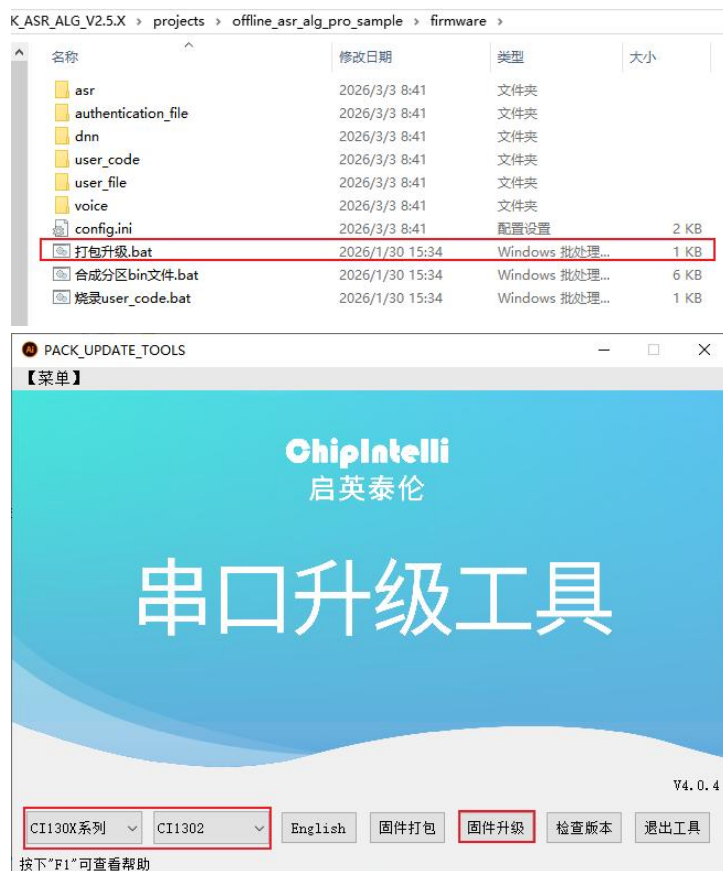 K_ASR_ALG_V2.5.X › projects › offline_asr_alg_pro_sample › firmware ›
名称 修改日期 类型 大小
asr 2026/3/3 8:41 文件夹
authentication_file 2026/3/3 8:41 文件夹
dnn 2026/3/3 8:41 文件夹
user_code 2026/3/3 8:41 文件夹
user_file 2026/3/3 8:41 文件夹
voice 2026/3/3 8:41 文件夹
config.ini 2026/3/3 8:41 配置设置 2 KB
打包升级.bat 2026/1/30 15:34 Windows 批处理... 1 KB
合成分区bin文件.bat 2026/1/30 15:34 Windows 批处理... 6 KB
烧录user_code.bat 2026/1/30 15:34 Windows 批处理... 1 KB
PACK_UPDATE_TOOLS
【菜单】
ChipIntelli
启英泰伦
串口升级工具
V4.0.4
CI130X系列 CI1302 English 固件打包 固件升级 检查版本 退出工具
按下"F1"可查看帮助